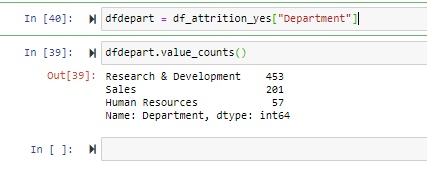 In [40]: dfdepart = df_attrition_yes["Department"]
In [39]: dfdepart.value_counts()
Out[39]: Research & Development    453
Sales                     201
Human Resources            57
Name: Department, dtype: int64
In [ ]: